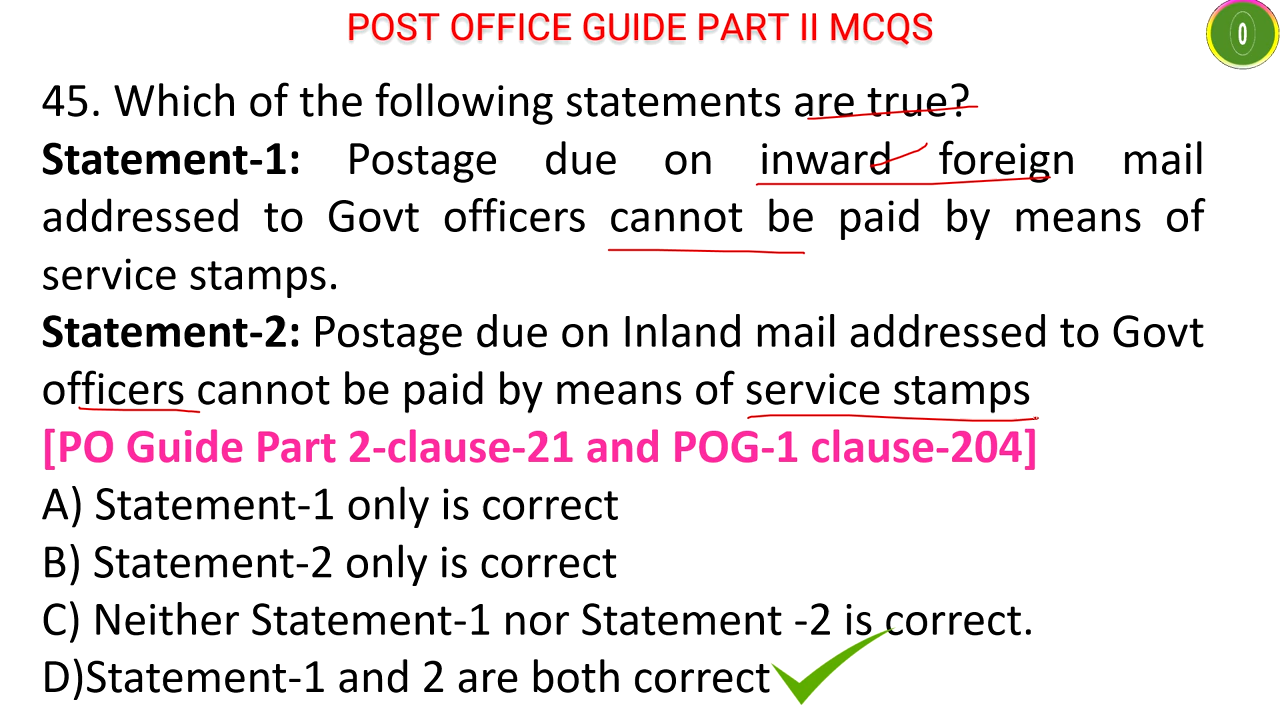 POST OFFICE GUIDE PART II MCQS
0
45. Which of the following statements are true?
Statement-1: Postage due on inward foreign mail
addressed to Govt officers cannot be paid by means of
service stamps.
Statement-2: Postage due on Inland mail addressed to Govt
officers cannot be paid by means of service stamps
[PO Guide Part 2-clause-21 and POG-1 clause-204]
A) Statement-1 only is correct
B) Statement-2 only is correct
C) Neither Statement-1 nor Statement -2 is correct.
D)Statement-1 and 2 are both correct